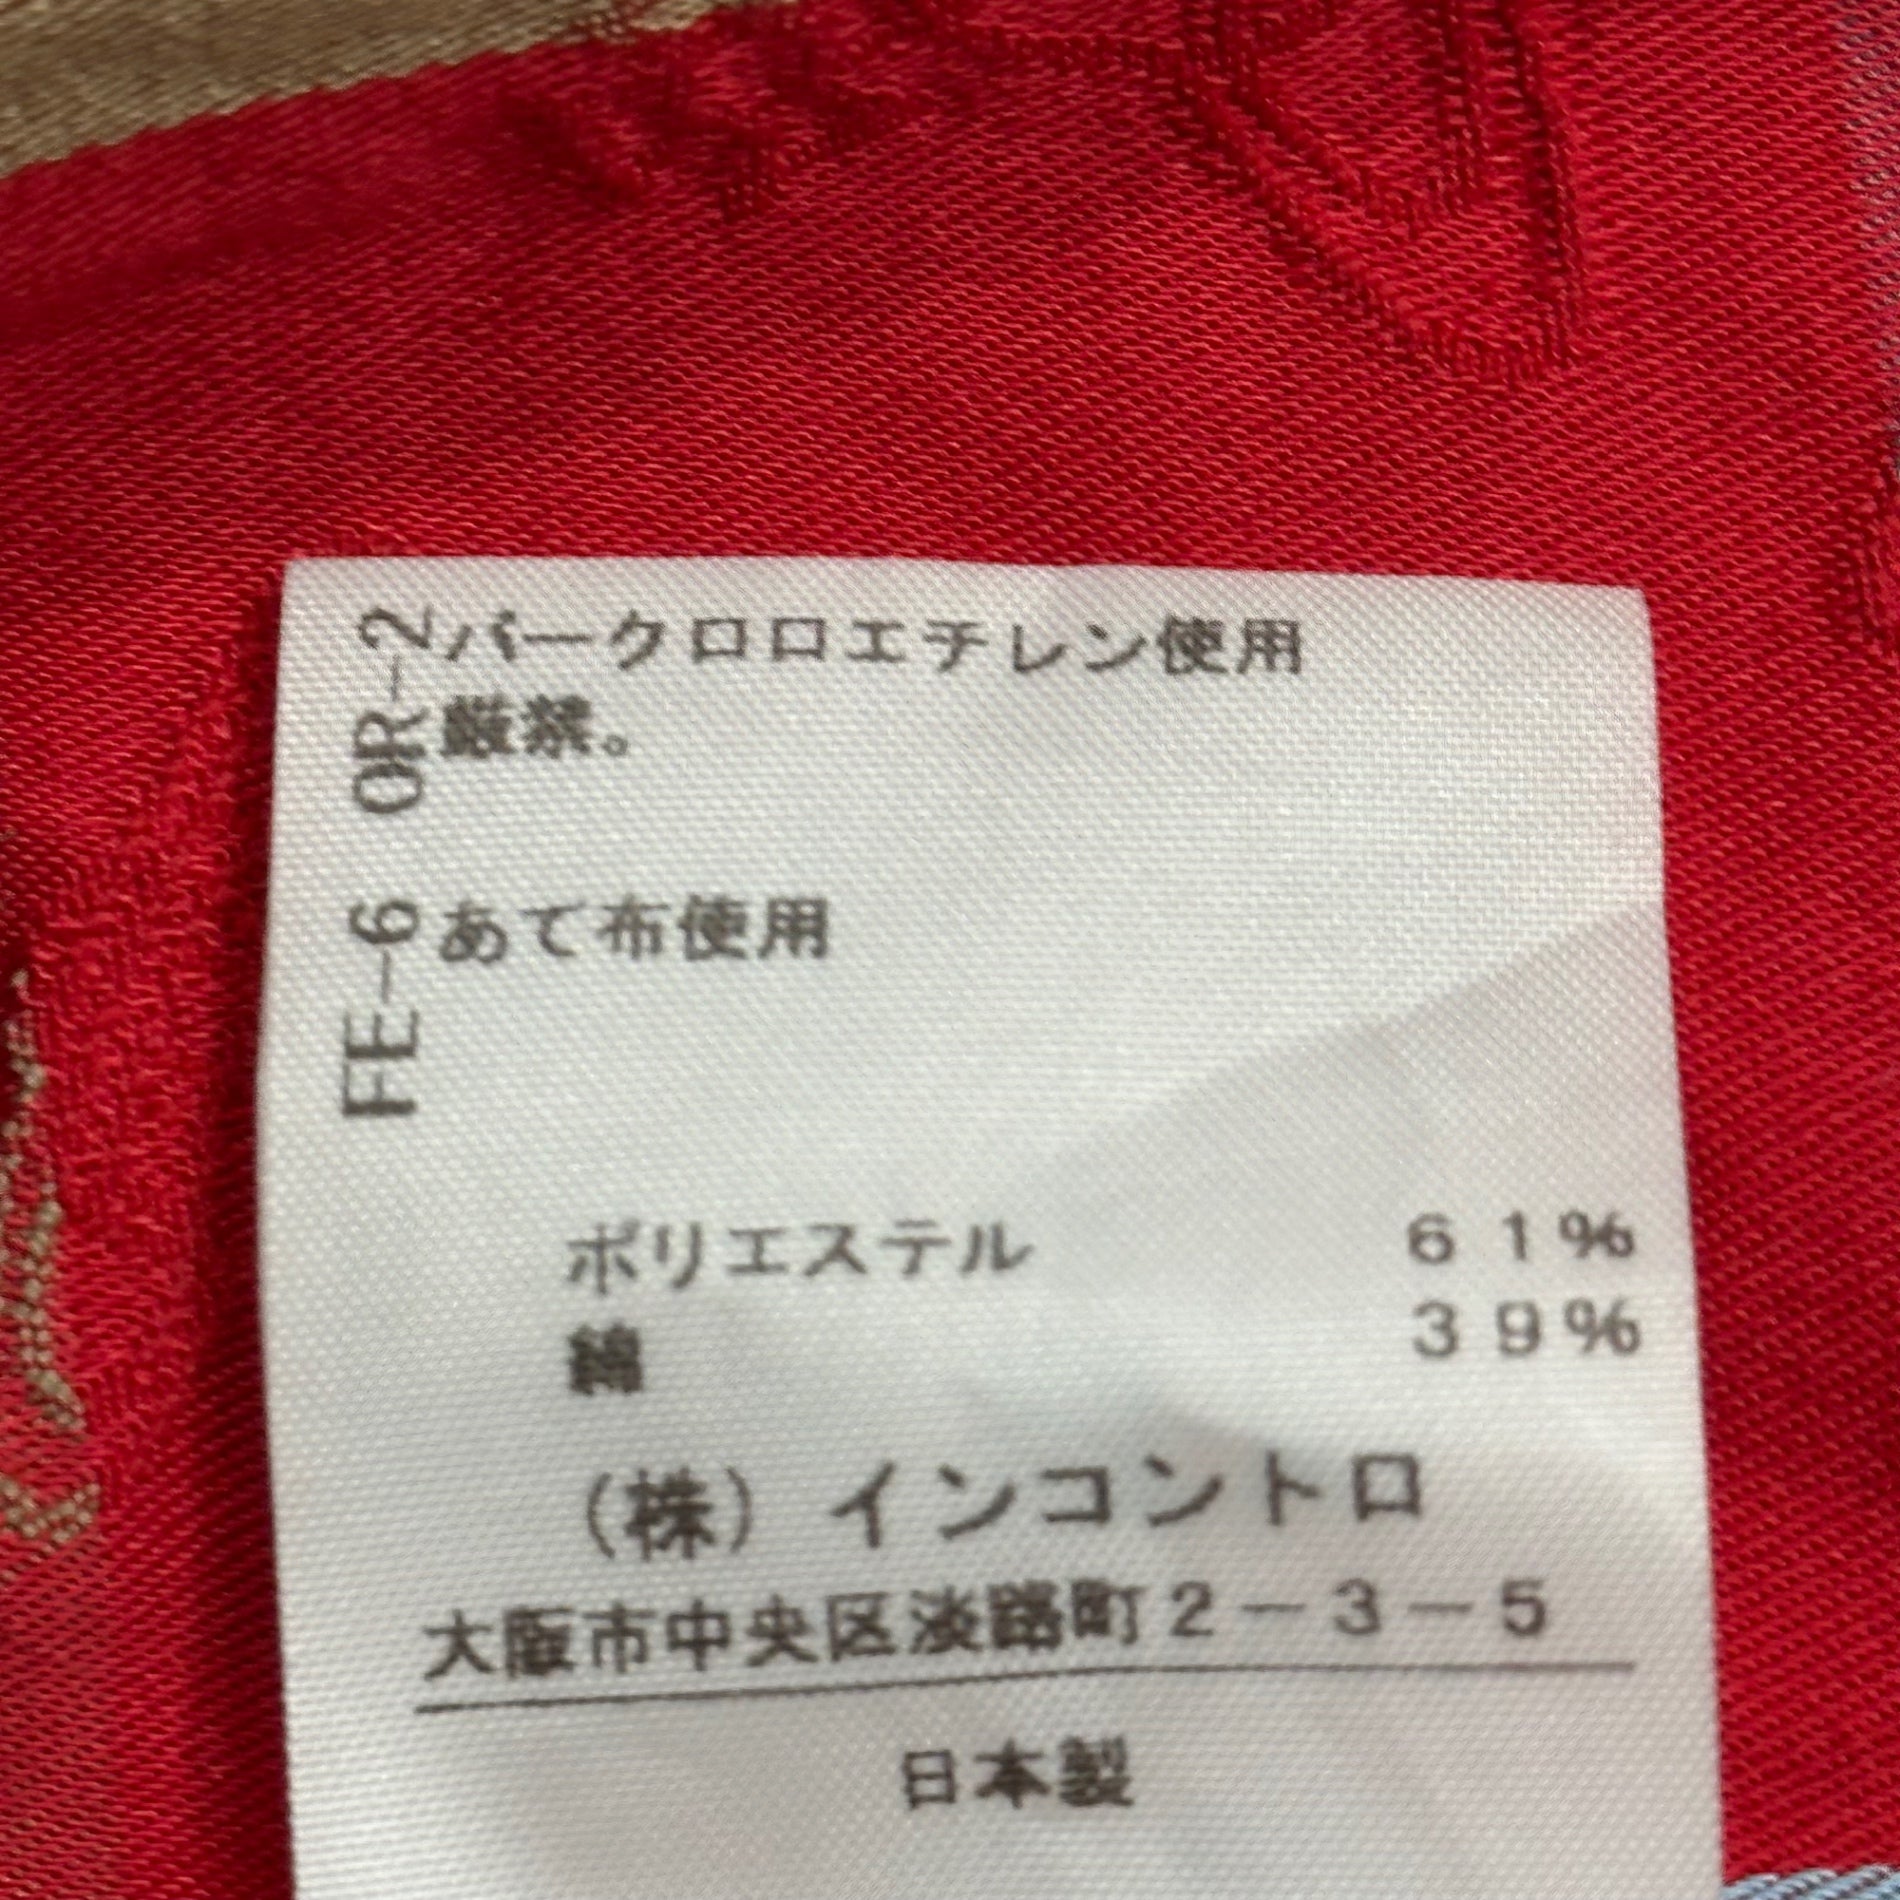 OR-2 パークロロエチレン使用
厳禁。
FE-6 あて布使用
ポリエステル 61%
綿 39%
(株)インコントロ
大阪市中央区淡路町2-3-5
日本製